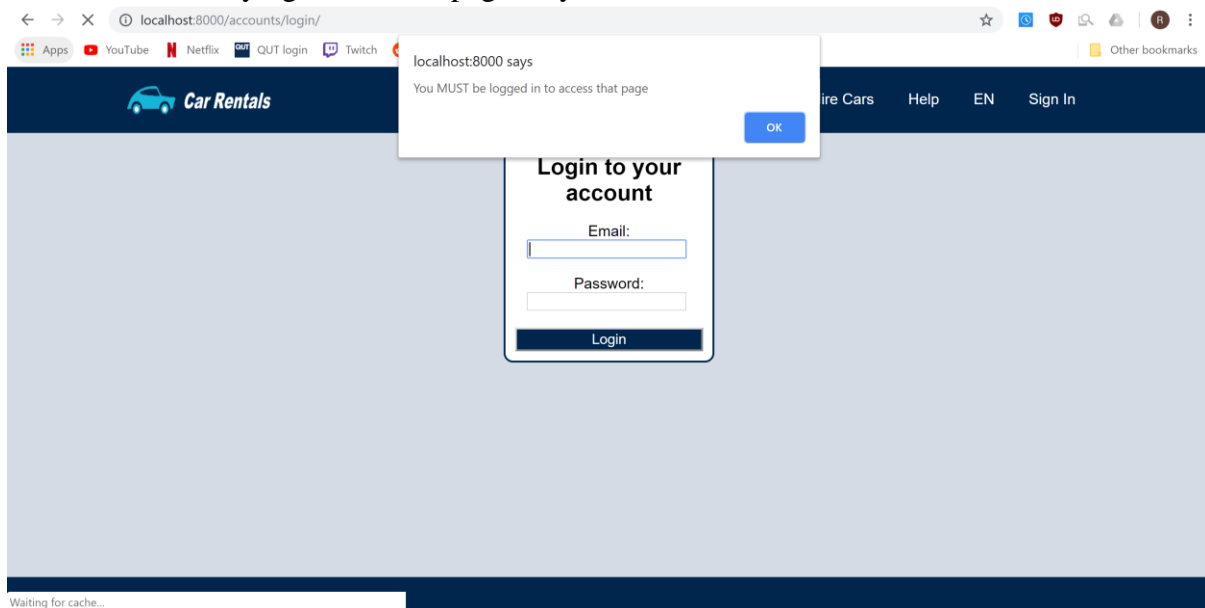 localhost:8000/accounts/login/
R
Apps YouTube Netflix QUT QUT login Twitch Other bookmarks
localhost:8000 says
You MUST be logged in to access that page
OK
Car Rentals ire Cars Help EN Sign In
Login to your
account
Email:
Password:
Login
Waiting for cache...